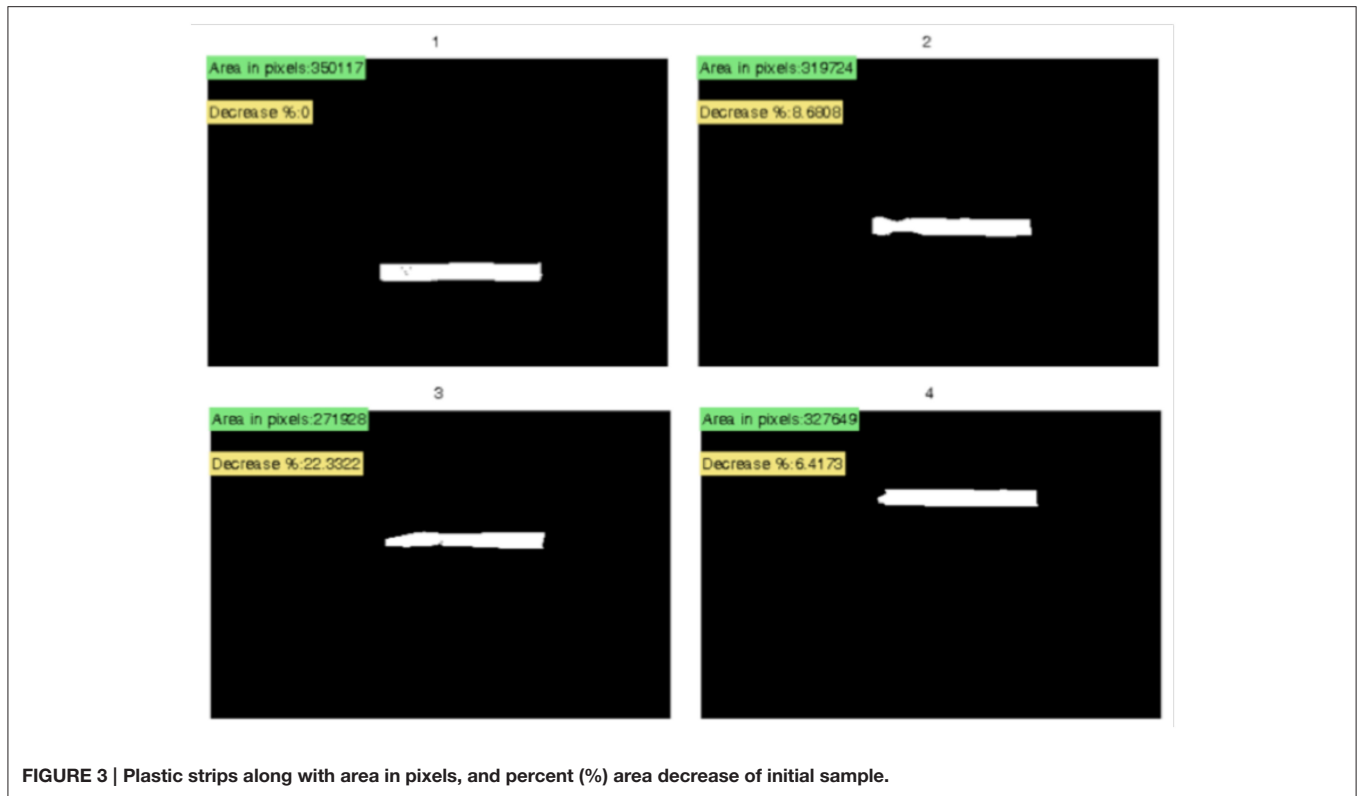 1
Area in pixels:350117
Decrease %:0
2
Area in pixels:319724
Decrease %:8.6808
3
Area in pixels:271928
Decrease %:22.3322
4
Area in pixels:327649
Decrease %:6.4173
FIGURE 3 | Plastic strips along with area in pixels, and percent (%) area decrease of initial sample.